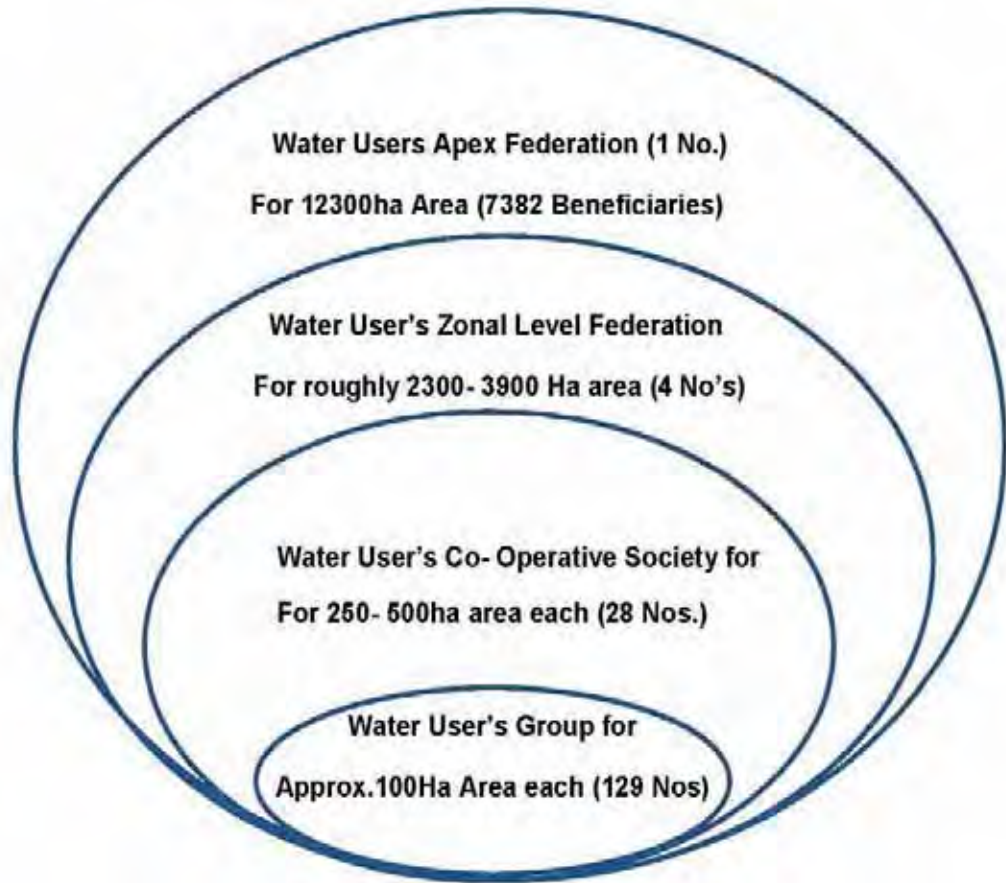 Water Users Apex Federation (1 No.)
For 12300ha Area (7382 Beneficiaries)
Water User's Zonal Level Federation
For roughly 2300- 3900 Ha area (4 No's)
Water User's Co- Operative Society for
For 250- 500ha area each (28 Nos.)
Water User's Group for
Approx.100Ha Area each (129 Nos)